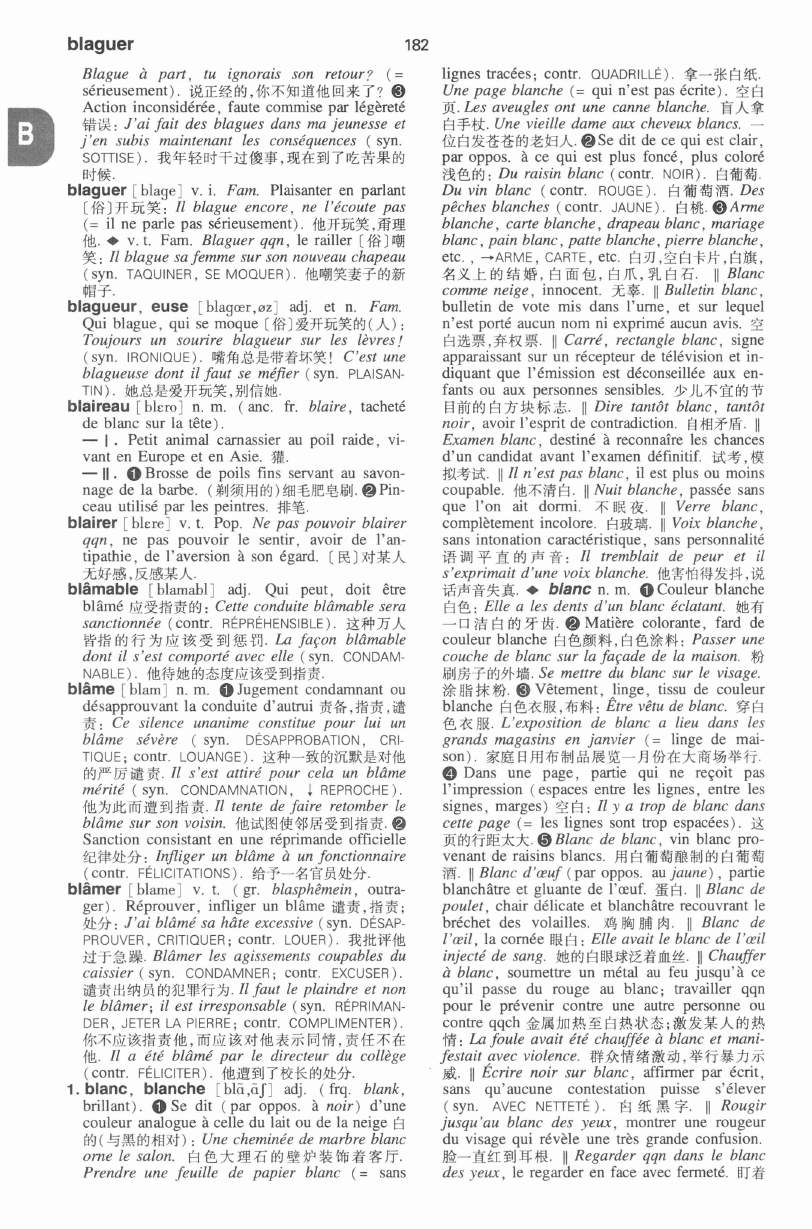 blaguer
182
B
Blague à part, tu ignorais son retour? (=
sérieusement). 说正经的,你不知道他回来了? ❸
Action inconsidérée, faute commise par légèreté
错误: J'ai fait des blagues dans ma jeunesse et
j'en subis maintenant les conséquences ( syn.
SOTTISE). 我年轻时干过傻事,现在到了吃苦果的
时候.
blaguer [blage] v. i. Fam. Plaisanter en parlant
[俗]开玩笑: Il blague encore, ne l'écoute pas
(= il ne parle pas sérieusement). 他开玩笑,甭理
他. ◆ v. t. Fam. Blaguer qqn, le railler [俗]嘲
笑: Il blague sa femme sur son nouveau chapeau
(syn. TAQUINER, SE MOQUER). 他嘲笑妻子的新
帽子.
blagueur, euse [blagœr,øz] adj. et n. Fam.
Qui blague, qui se moque [俗]爱开玩笑的(人):
Toujours un sourire blagueur sur les lèvres!
(syn. IRONIQUE). 嘴角总是带着坏笑! C'est une
blagueuse dont il faut se méfier (syn. PLAISAN-
TIN). 她总是爱开玩笑,别信她.
blaireau [blɛro] n. m. ( anc. fr. blaire, tacheté
de blanc sur la tête).
— I. Petit animal carnassier au poil raide, vi-
vant en Europe et en Asie. 獾.
— II. ❶ Brosse de poils fins servant au savon-
nage de la barbe. (剃须用的)细毛肥皂刷. ❷ Pin-
ceau utilisé par les peintres. 排笔.
blairer [blɛre] v. t. Pop. Ne pas pouvoir blairer
qqn, ne pas pouvoir le sentir, avoir de l'an-
tipathie, de l'aversion à son égard. [民]对某人
无好感,反感某人.
blâmable [blamabl] adj. Qui peut, doit être
blâmé 应受指责的: Cette conduite blâmable sera
sanctionnée (contr. RÉPRÉHENSIBLE). 这种万人
皆指的行为应该受到惩罚. La façon blâmable
dont il s'est comporté avec elle (syn. CONDAM-
NABLE). 他待她的态度应该受到指责.
blâme [blam] n. m. ❶ Jugement condamnant ou
désapprouvant la conduite d'autrui 责备,指责,谴
责: Ce silence unanime constitue pour lui un
blâme sévère ( syn. DÉSAPPROBATION, CRI-
TIQUE; contr. LOUANGE). 这种一致的沉默是对他
的严厉谴责. Il s'est attiré pour cela un blâme
mérité ( syn. CONDAMNATION, ↓ REPROCHE).
他为此而遭到指责. Il tente de faire retomber le
blâme sur son voisin. 他试图使邻居受到指责. ❷
Sanction consistant en une réprimande officielle
纪律处分: Infliger un blâme à un fonctionnaire
(contr. FÉLICITATIONS). 给予一名官员处分.
blâmer [blame] v. t. ( gr. blasphêmein, outra-
ger). Réprouver, infliger un blâme 谴责,指责;
处分: J'ai blâmé sa hâte excessive (syn. DÉSAP-
PROUVER, CRITIQUER; contr. LOUER). 我批评他
过于急躁. Blâmer les agissements coupables du
caissier ( syn. CONDAMNER; contr. EXCUSER).
谴责出纳员的犯罪行为. Il faut le plaindre et non
le blâmer; il est irresponsable (syn. RÉPRIMAN-
DER, JETER LA PIERRE; contr. COMPLIMENTER).
你不应该指责他,而应该对他表示同情,责任不在
他. Il a été blâmé par le directeur du collège
(contr. FÉLICITER). 他遭到了校长的处分.
1. blanc, blanche [blã,ãʃ] adj. ( frq. blank,
brillant). ❶ Se dit ( par oppos. à noir) d'une
couleur analogue à celle du lait ou de la neige 白
的(与黑的相对): Une cheminée de marbre blanc
orne le salon. 白色大理石的壁炉装饰着客厅.
Prendre une feuille de papier blanc (= sans
lignes tracées; contr. QUADRILLÉ). 拿一张白纸.
Une page blanche (= qui n'est pas écrite). 空白
页. Les aveugles ont une canne blanche. 盲人拿
白手杖. Une vieille dame aux cheveux blancs. 一
位白发苍苍的老妇人. ❷ Se dit de ce qui est clair,
par oppos. à ce qui est plus foncé, plus coloré
浅色的: Du raisin blanc (contr. NOIR). 白葡萄.
Du vin blanc ( contr. ROUGE). 白葡萄酒. Des
pêches blanches (contr. JAUNE). 白桃. ❸ Arme
blanche, carte blanche, drapeau blanc, mariage
blanc, pain blanc, patte blanche, pierre blanche,
etc. , →ARME, CARTE, etc. 白刃,空白卡片,白旗,
名义上的结婚,白面包,白爪,乳白石. ‖ Blanc
comme neige, innocent. 无辜. ‖ Bulletin blanc,
bulletin de vote mis dans l'urne, et sur lequel
n'est porté aucun nom ni exprimé aucun avis. 空
白选票,弃权票. ‖ Carré, rectangle blanc, signe
apparaissant sur un récepteur de télévision et in-
diquant que l'émission est déconseillée aux en-
fants ou aux personnes sensibles. 少儿不宜的节
目前的白方块标志. ‖ Dire tantôt blanc, tantôt
noir, avoir l'esprit de contradiction. 自相矛盾. ‖
Examen blanc, destiné à reconnaître les chances
d'un candidat avant l'examen définitif. 试考,模
拟考试. ‖ Il n'est pas blanc, il est plus ou moins
coupable. 他不清白. ‖ Nuit blanche, passée sans
que l'on ait dormi. 不眠夜. ‖ Verre blanc,
complètement incolore. 白玻璃. ‖ Voix blanche,
sans intonation caractéristique, sans personnalité
语调平直的声音: Il tremblait de peur et il
s'exprimait d'une voix blanche. 他害怕得发抖,说
话声音失真. ◆ blanc n. m. ❶ Couleur blanche
白色: Elle a les dents d'un blanc éclatant. 她有
一口洁白的牙齿. ❷ Matière colorante, fard de
couleur blanche 白色颜料,白色涂料: Passer une
couche de blanc sur la façade de la maison. 粉
刷房子的外墙. Se mettre du blanc sur le visage.
涂脂抹粉. ❸ Vêtement, linge, tissu de couleur
blanche 白色衣服,布料: Être vêtu de blanc. 穿白
色衣服. L'exposition de blanc a lieu dans les
grands magasins en janvier (= linge de mai-
son). 家庭日用布制品展览一月份在大商场举行.
❹ Dans une page, partie qui ne reçoit pas
l'impression ( espaces entre les lignes, entre les
signes, marges) 空白: Il y a trop de blanc dans
cette page (= les lignes sont trop espacées). 这
页的行距太大. ❺ Blanc de blanc, vin blanc pro-
venant de raisins blancs. 用白葡萄酿制的白葡萄
酒. ‖ Blanc d'œuf (par oppos. au jaune), partie
blanchâtre et gluante de l'œuf. 蛋白. ‖ Blanc de
poulet, chair délicate et blanchâtre recouvrant le
bréchet des volailles. 鸡胸脯肉. ‖ Blanc de
l'œil, la cornée 眼白: Elle avait le blanc de l'œil
injecté de sang. 她的白眼球泛着血丝. ‖ Chauffer
à blanc, soumettre un métal au feu jusqu'à ce
qu'il passe du rouge au blanc; travailler qqn
pour le prévenir contre une autre personne ou
contre qqch 金属加热至白热状态;激发某人的热
情: La foule avait été chauffée à blanc et mani-
festait avec violence. 群众情绪激动,举行暴力示
威. ‖ Écrire noir sur blanc, affirmer par écrit,
sans qu'aucune contestation puisse s'élever
(syn. AVEC NETTETÉ). 白纸黑字. ‖ Rougir
jusqu'au blanc des yeux, montrer une rougeur
du visage qui révèle une très grande confusion.
脸一直红到耳根. ‖ Regarder qqn dans le blanc
des yeux, le regarder en face avec fermeté. 盯着